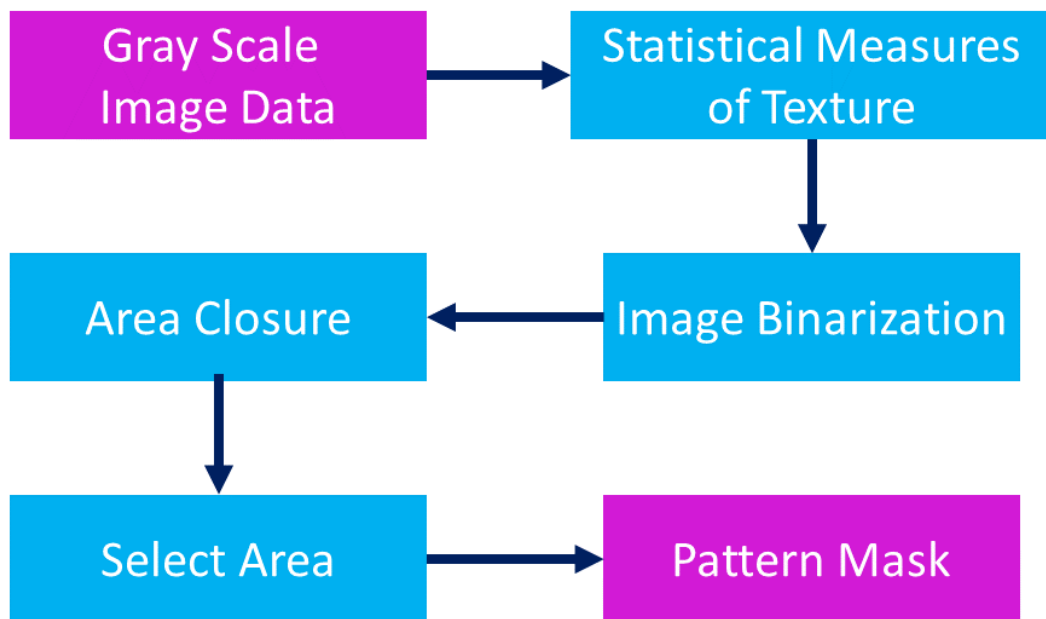 Gray Scale
Image Data
Statistical Measures
of Texture
Area Closure
Image Binarization
Select Area
Pattern Mask